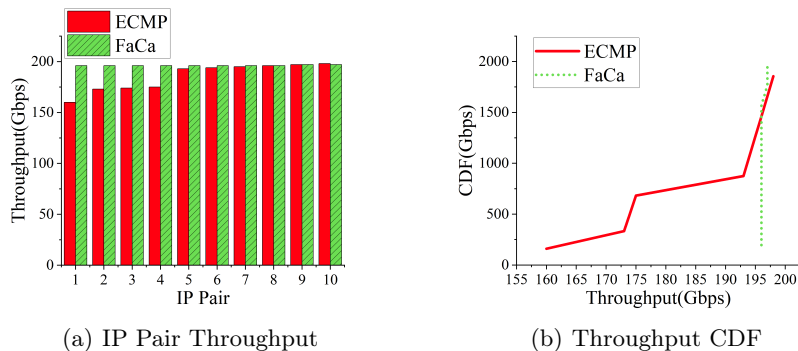 ECMP
FaCa
Throughput(Gbps)
200
150
100
50
0
1 2 3 4 5 6 7 8 9 10
IP Pair
(a) IP Pair Throughput
ECMP
FaCa
CDF(Gbps)
2000
1500
1000
500
0
155 160 165 170 175 180 185 190 195 200
Throughput(Gbps)
(b) Throughput CDF